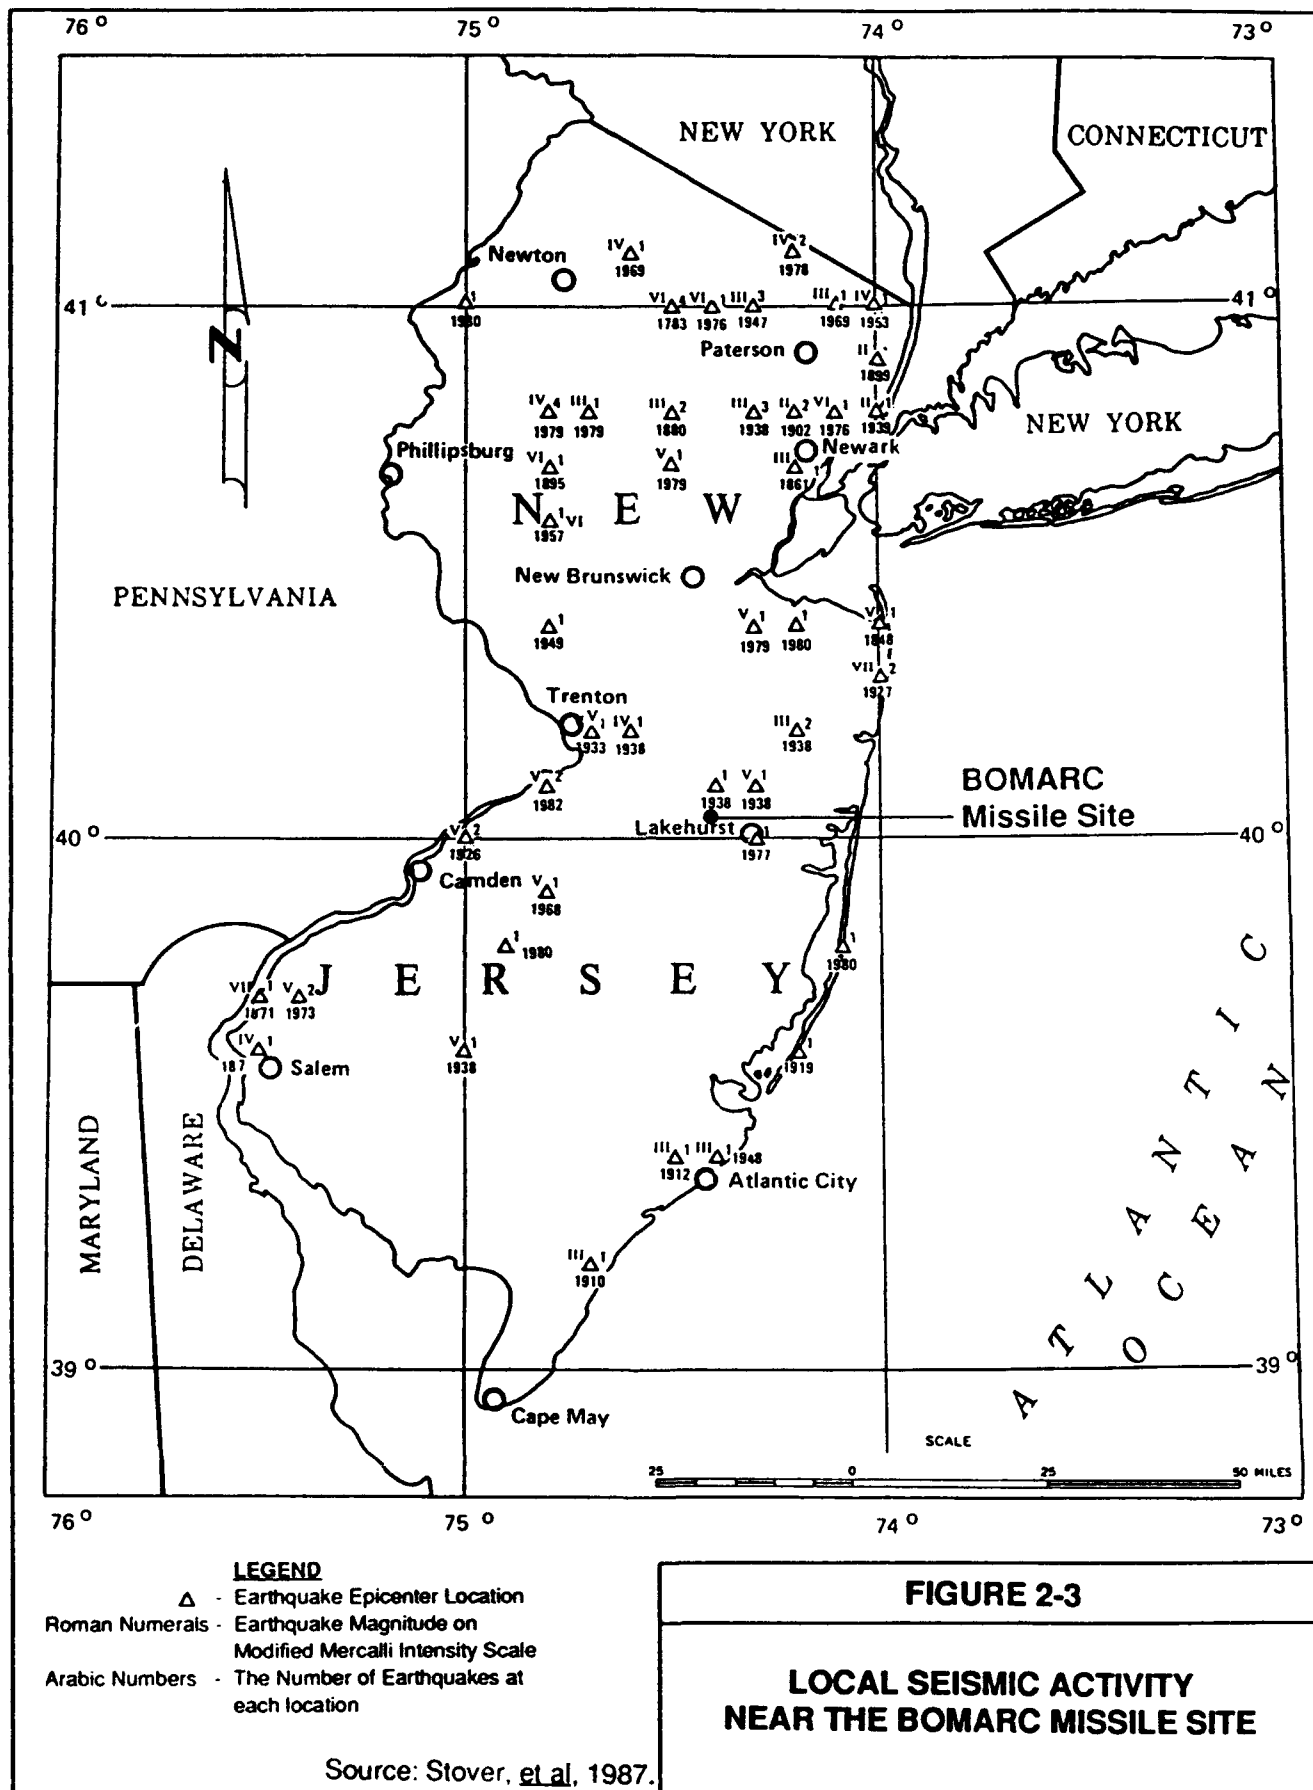 76 o 75 o 74 o 73 o
NEW YORK
CONNECTICUT
Newton
IV 1
1969
IV 2
1978
41
1
1980
VI 4
1783
VI 1
1976
III 3
1947
III 1
1969
IV
1953
41 o
N
Paterson
II
1899
IV 4
1979
III 1
1979
III 2
1880
III 3
1938
II 2
1902
VI 1
1976
II 1
1939
NEW YORK
Phillipsburg
Newark
VI 1
1895
V 1
1979
III 1
1861
NEW
1 VI
1957
New Brunswick
PENNSYLVANIA
1
1949
V 1
1979
1
1980
1
1848
VII 2
1927
Trenton
V 1
1933
IV 1
1938
III 2
1938
2
1982
1
1938
V 1
1938
BOMARC
Missile Site
Lakehurst
40 o
V 2
1926
1
1977
40 o
Camden
V 1
1968
1
1980
1
1980
JERSEY
1
1871
V 2
1973
IV 1
187
Salem
V 1
1938
1
1919
MARYLAND
DELAWARE
III 1
1912
III 1
1948
Atlantic City
III 1
1910
ATLANTIC
OCEAN
39 o 39 o
Cape May
SCALE
25 0 25 50 MILES
76 o 75 o 74 o 73 o
LEGEND
- Earthquake Epicenter Location
Roman Numerals - Earthquake Magnitude on
Modified Mercalli Intensity Scale
Arabic Numbers - The Number of Earthquakes at
each location
Source: Stover, et al, 1987.
FIGURE 2-3
LOCAL SEISMIC ACTIVITY
NEAR THE BOMARC MISSILE SITE